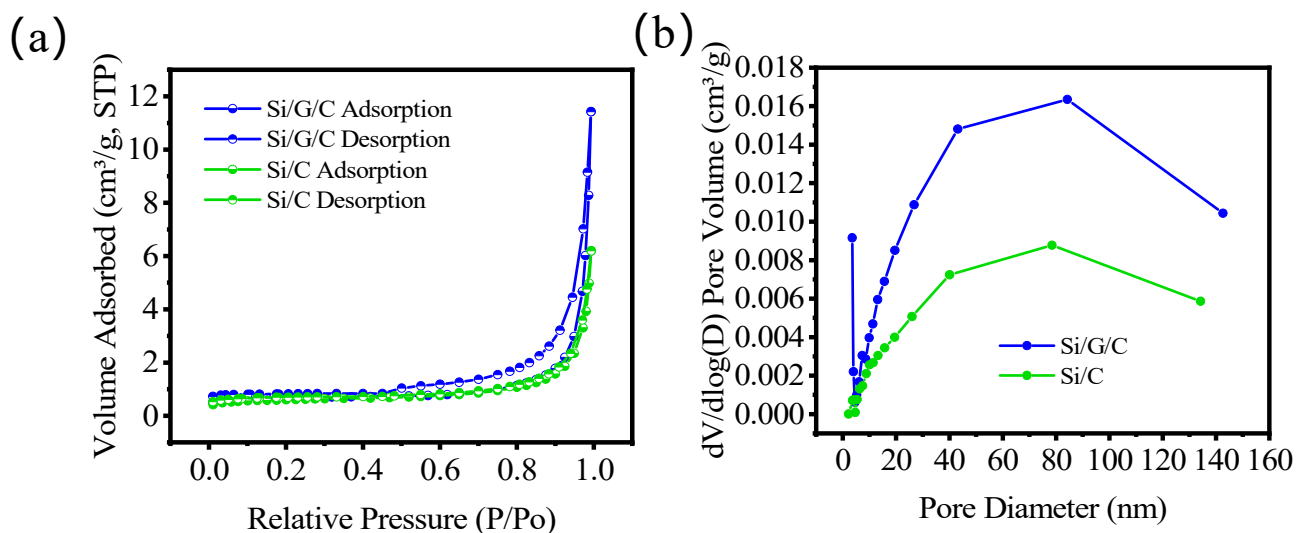 (a)
Volume Adsorbed (cm³/g, STP)
12
10
8
6
4
2
0
Si/G/C Adsorption
Si/G/C Desorption
Si/C Adsorption
Si/C Desorption
0.0 0.2 0.4 0.6 0.8 1.0
Relative Pressure (P/Po)
(b)
dV/dlog(D) Pore Volume (cm³/g)
0.018
0.016
0.014
0.012
0.010
0.008
0.006
0.004
0.002
0.000
Si/G/C
Si/C
0 20 40 60 80 100 120 140 160
Pore Diameter (nm)